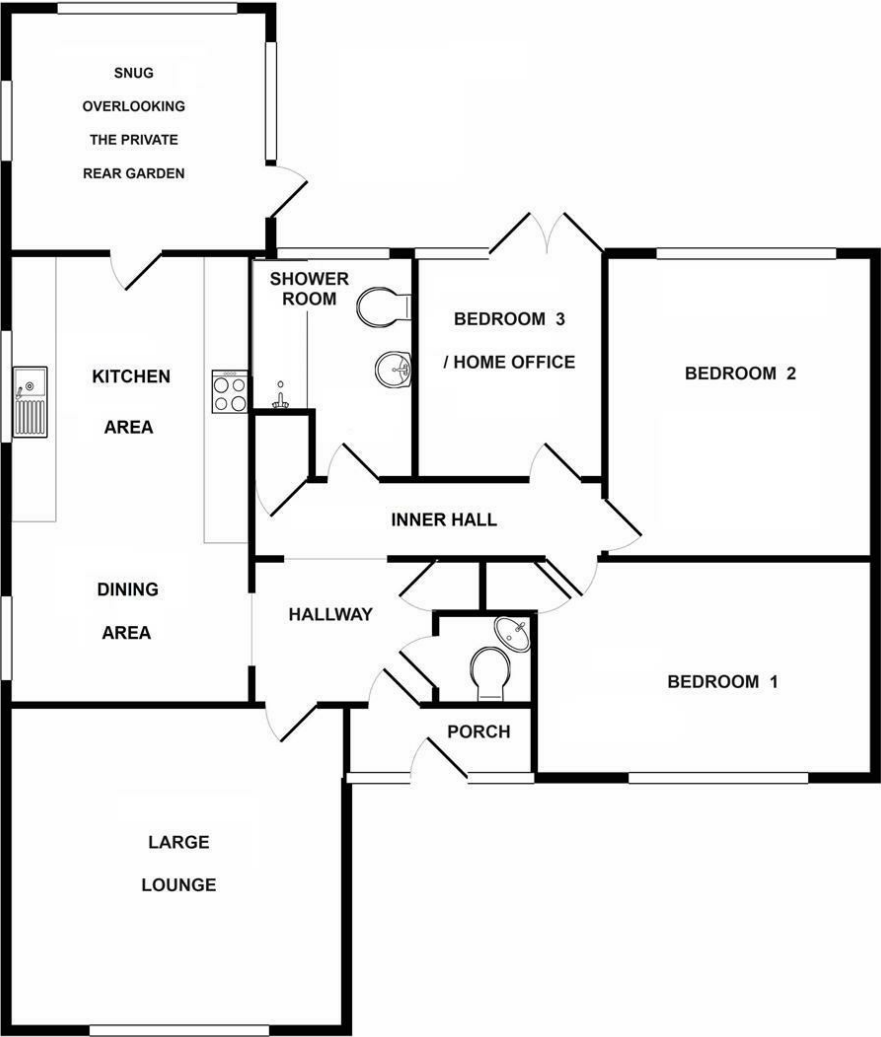 SNUG
OVERLOOKING
THE PRIVATE
REAR GARDEN
SHOWER
ROOM
BEDROOM 3
/ HOME OFFICE
BEDROOM 2
KITCHEN
AREA
INNER HALL
DINING
AREA
HALLWAY
BEDROOM 1
PORCH
LARGE
LOUNGE